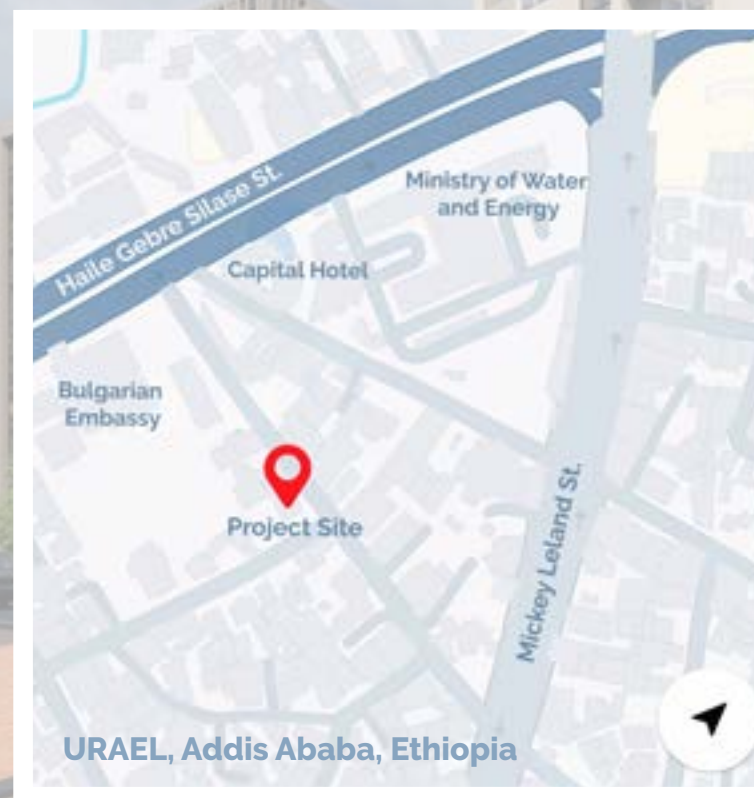 Ministry of Water
and Energy
Haile Gebre Silase St.
Capital Hotel
Bulgarian
Embassy
Project Site
Mickey Leland St.
URAEL, Addis Ababa, Ethiopia